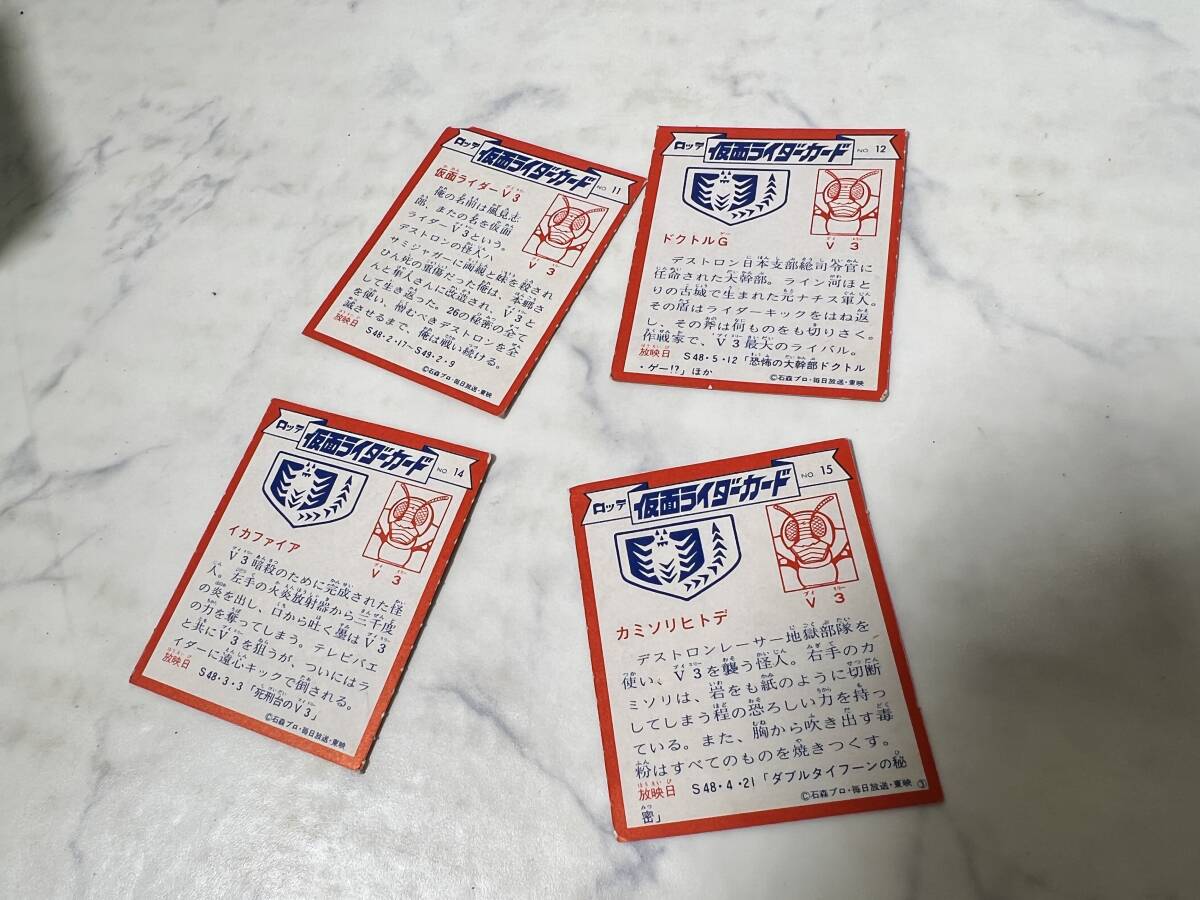 ロッテ 仮面ライダーカード NO. 11
仮面ライダーV3
俺の名前は風見志
郎、またの名を仮面
ライダーV3という。
デストロンの怪人ハ
サミジャガーに両親と妹を殺され
ひん死の重傷だった俺は、本郷さ
んと隼人さんに改造され、V3と
して生き返った。26の秘密の全て
を使い、憎むべきデストロンを全
滅させるまで、俺は戦い続ける。
放映日 S48・2・17〜S49・2・9
©石森プロ・毎日放送・東映
V3
ロッテ 仮面ライダーカード NO. 12
V3
ドクトルG
デストロン日本支部総司令官に
任命された大幹部。ライン河ほと
りの古城で生まれた元ナチス軍人。
その盾はライダーキックをはね返
し、その斧は何ものをも切りさく。
作戦家で、V3最大のライバル。
放映日 S48・5・12「恐怖の大幹部ドクトル
・ゲー!?」ほか
©石森プロ・毎日放送・東映
ロッテ 仮面ライダーカード NO. 14
V3
イカファイア
V3暗殺のために完成された怪
人。左手の火炎放射器から三千度
の炎を出し、口から吐く墨はV3
の力を奪ってしまう。テレビバエ
と共にV3を狙うが、ついにはラ
イダーに遠心キックで倒される。
放映日 S48・3・3「死刑台のV3」
©石森プロ・毎日放送・東映
ロッテ 仮面ライダーカード NO. 15
V3
カミソリヒトデ
デストロンレーサー地獄部隊を
使い、V3を襲う怪人。右手のカ
ミソリは、岩をも紙のように切断
してしまう程の恐ろしい力を持っ
ている。また、胸から吹き出す毒
粉はすべてのものを焼きつくす。
放映日 S48・4・21「ダブルタイフーンの秘
密」
©石森プロ・毎日放送・東映 ③